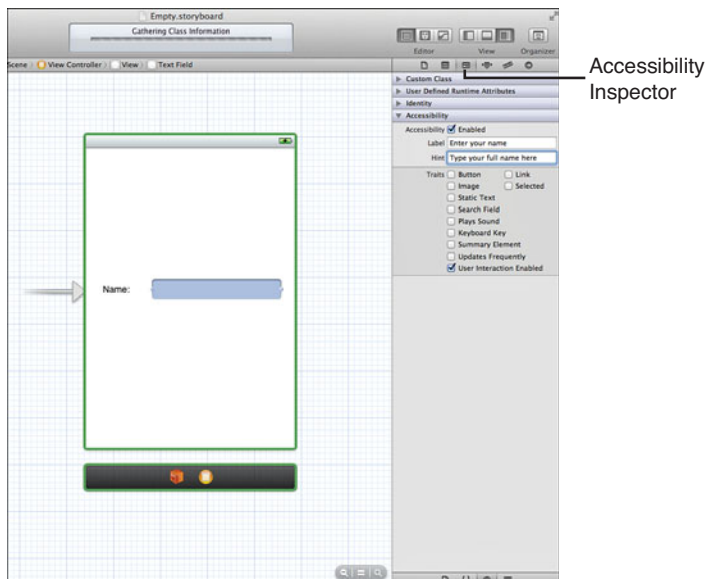 Empty.storyboard
Gathering Class Information
Editor View Organizer
Scene View Controller View Text Field
Custom Class
User Defined Runtime Attributes
Identity
Accessibility
Accessibility Enabled
Label Enter your name
Hint Type your full name here
Traits Button Link
Image Selected
Static Text
Search Field
Plays Sound
Keyboard Key
Summary Element
Updates Frequently
User Interaction Enabled
Name:
Accessibility
Inspector